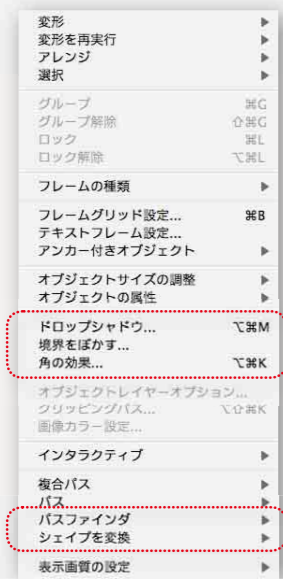 変形 ▶
変形を再実行 ▶
アレンジ ▶
選択 ▶
グループ ⌘G
グループ解除 ⇧⌘G
ロック ⌘L
ロック解除 ⌥⌘L
フレームの種類 ▶
フレームグリッド設定... ⌘B
テキストフレーム設定...
アンカー付きオブジェクト ▶
オブジェクトサイズの調整 ▶
オブジェクトの属性 ▶
ドロップシャドウ... ⌥⌘M
境界をぼかす...
角の効果... ⌥⌘K
オブジェクトレイヤーオプション...
クリッピングパス... ⌥⇧⌘K
画像カラー設定...
インタラクティブ ▶
複合パス ▶
パス ▶
パスファインダ ▶
シェイプを変換 ▶
表示画質の設定 ▶